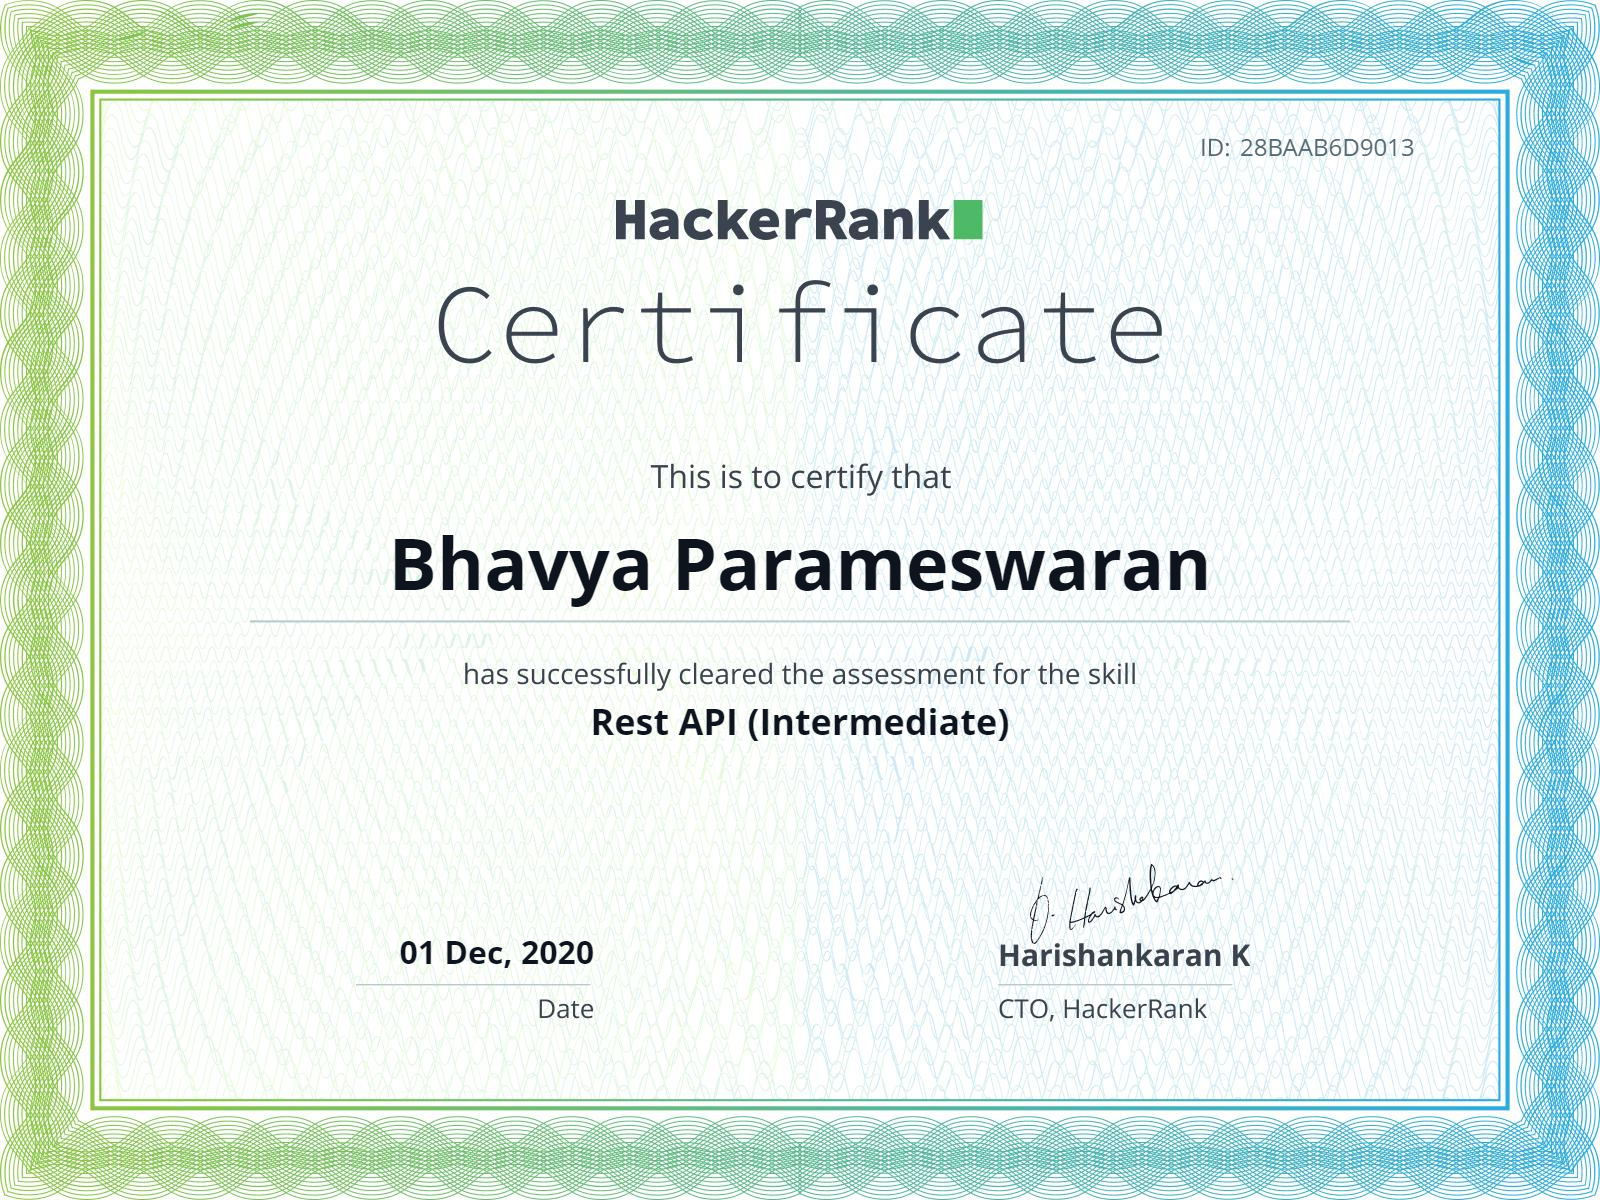 ID: 28BAAB6D9013
HackerRank
Certificate
This is to certify that
Bhavya Parameswaran
has successfully cleared the assessment for the skill
Rest API (Intermediate)
J. Harishankaran
01 Dec, 2020
Harishankaran K
Date
CTO, HackerRank